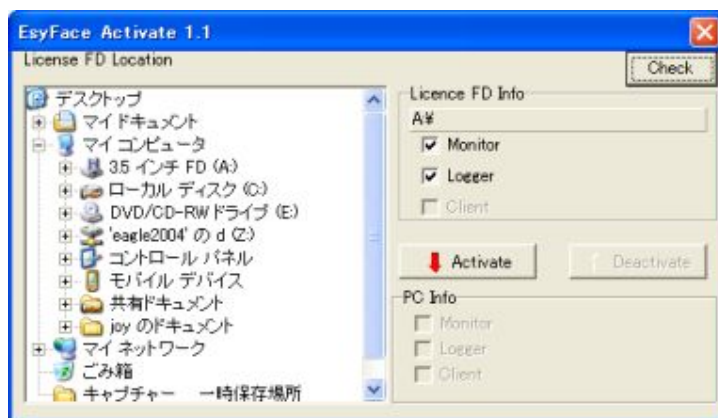 EsyFace Activate 1.1
License FD Location
Check
デスクトップ
マイ ドキュメント
マイ コンピュータ
3.5 インチ FD (A:)
ローカル ディスク (C:)
DVD/CD-RW ドライブ (E:)
'eagle2004' の d (Z:)
コントロール パネル
モバイル デバイス
共有ドキュメント
joy のドキュメント
マイ ネットワーク
ごみ箱
キャプチャー 一時保存場所
Licence FD Info
A¥
Monitor
Logger
Client
Activate
Deactivate
PC Info
Monitor
Logger
Client